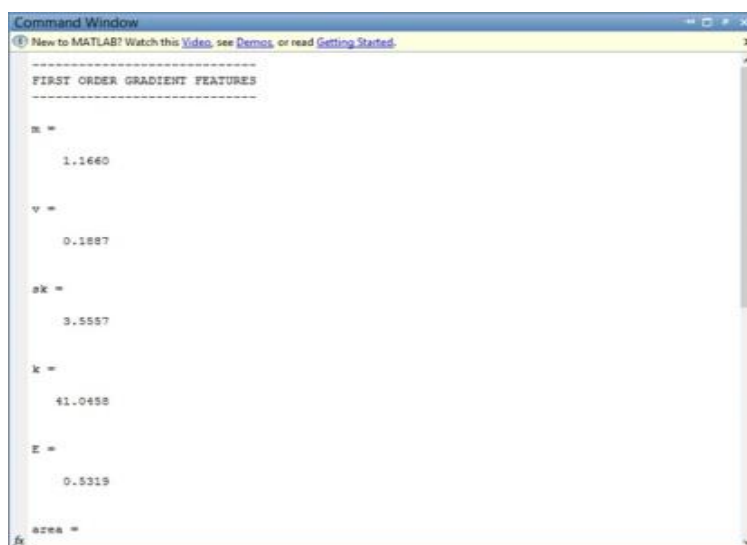 Command Window
New to MATLAB? Watch this Video, see Demos, or read Getting Started.
------------------------------
FIRST ORDER GRADIENT FEATURES
------------------------------
m =
1.1660
v =
0.1887
sk =
3.5557
k =
41.0458
E =
0.5319
area =
fx